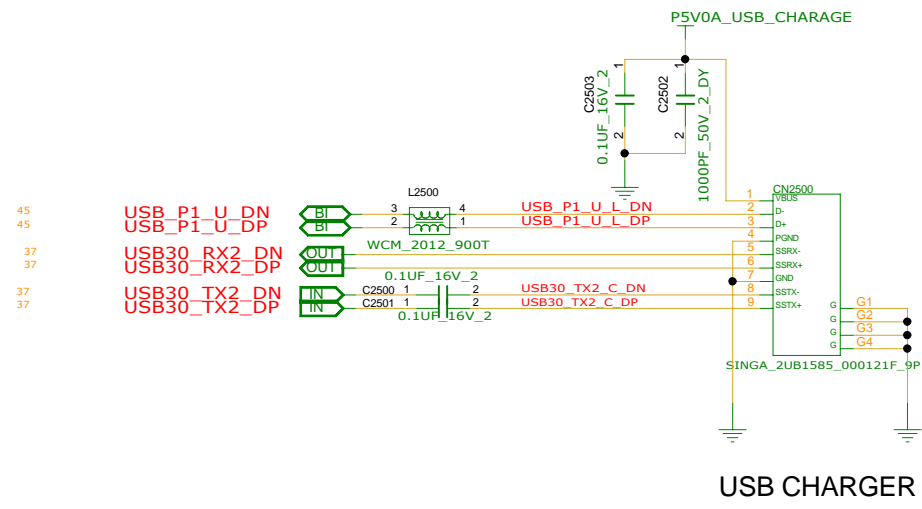 P5V0A_USB_CHARAGE
1
1
C2503
0.1UF_16V_2
C2502
1000PF_50V_2_DY
2
2
L2500
CN2500
45 USB_P1_U_DN BI 3 4 USB_P1_U_L_DN
45 USB_P1_U_DP BI 2 1 USB_P1_U_L_DP
WCM_2012_900T
37 USB30_RX2_DN OUT
37 USB30_RX2_DP OUT
0.1UF_16V_2
37 USB30_TX2_DN IN C2500 1 2 USB30_TX2_C_DN
37 USB30_TX2_DP IN C2501 1 2 USB30_TX2_C_DP
0.1UF_16V_2
1 VBUS
2 D-
3 D+
4 PGND
5 SSRX-
6 SSRX+
7 GND
8 SSTX-
9 SSTX+
G G1
G G2
G G3
G G4
SINGA_2UB1585_000121F_9P
USB CHARGER